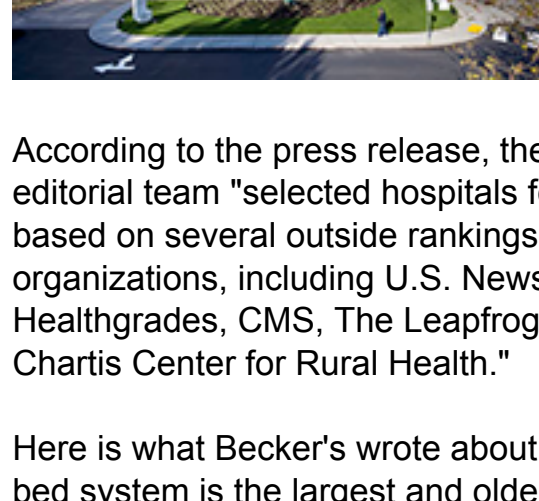 According to the press release, the
editorial team "selected hospitals
based on several outside rankings
organizations, including U.S. News
Healthgrades, CMS, The Leapfrog
Chartis Center for Rural Health."
Here is what Becker's wrote about
bed system is the largest and